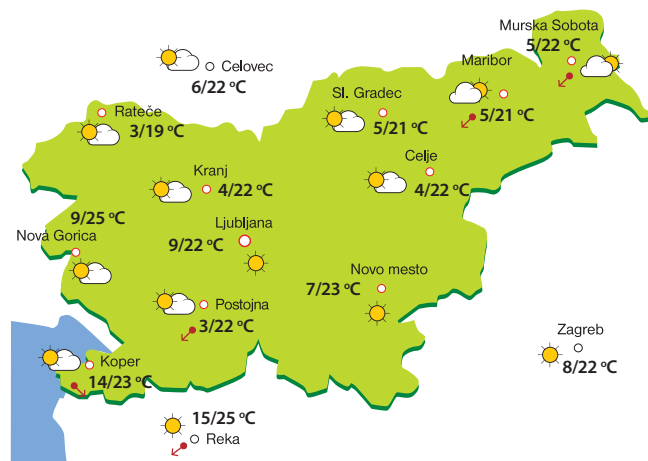 Murska Sobota
5/22 °C
Celovec
6/22 °C
Maribor
5/21 °C
Sl. Gradec
5/21 °C
Rateče
3/19 °C
Celje
4/22 °C
Kranj
4/22 °C
9/25 °C
Nova Gorica
Ljubljana
9/22 °C
Novo mesto
7/23 °C
Postojna
3/22 °C
Zagreb
8/22 °C
Koper
14/23 °C
15/25 °C
Reka